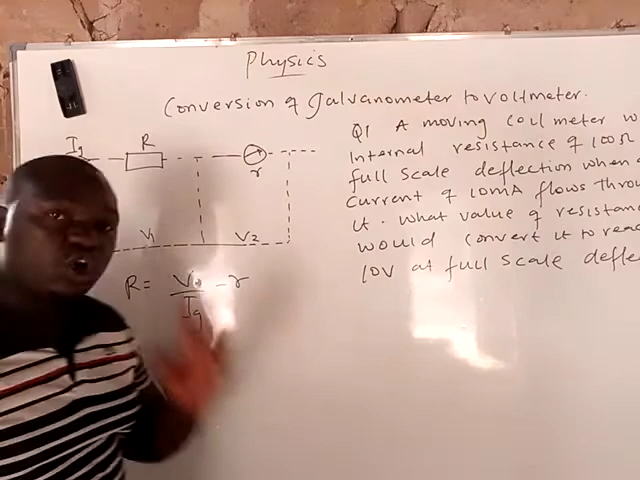 Physics
Conversion of Galvanometer to voltmeter.
Ig
R
r
V1
V2
R = V/Ig - r
Q1 A moving coil meter w
Internal resistance of 100Ω
full scale deflection when a
current of 10mA flows throu
it. What value of resistan
would convert it to read
10V at full scale defle